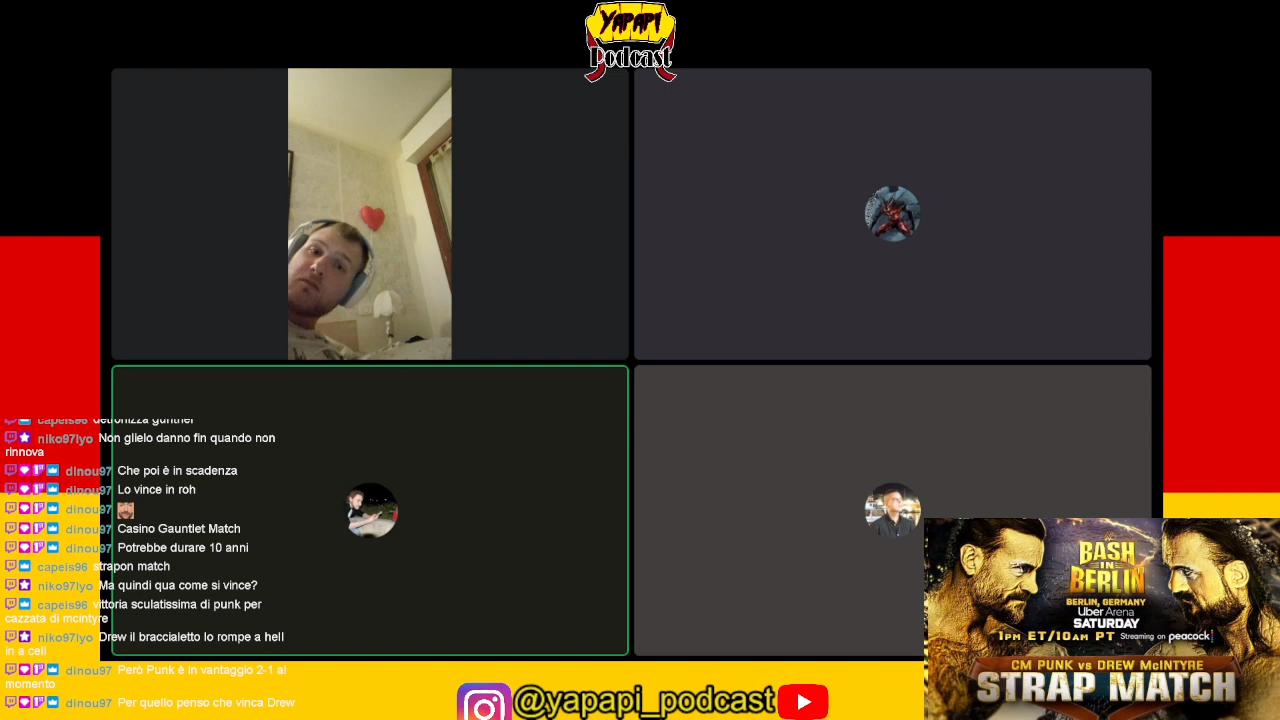 YAPAPI
Podcast
capeis96 detronizza gunther
niko97lyo Non glielo danno fin quando non
rinnova
dinou97 Che poi è in scadenza
dinou97 Lo vince in roh
dinou97
dinou97 Casino Gauntlet Match
dinou97 Potrebbe durare 10 anni
capeis96 strapon match
niko97lyo Ma quindi qua come si vince?
capeis96 vittoria sculatissima di punk per
cazzata di mcintyre
niko97lyo Drew il braccialetto lo rompe a hell
in a cell
dinou97 Però Punk è in vantaggio 2-1 al
momento
dinou97 Per quello penso che vinca Drew
BASH
IN
BERLIN
BERLIN, GERMANY
Uber Arena
SATURDAY
1PM ET/10AM PT Streaming on peacock
CM PUNK vs DREW McINTYRE
STRAP MATCH
@yapapi_podcast